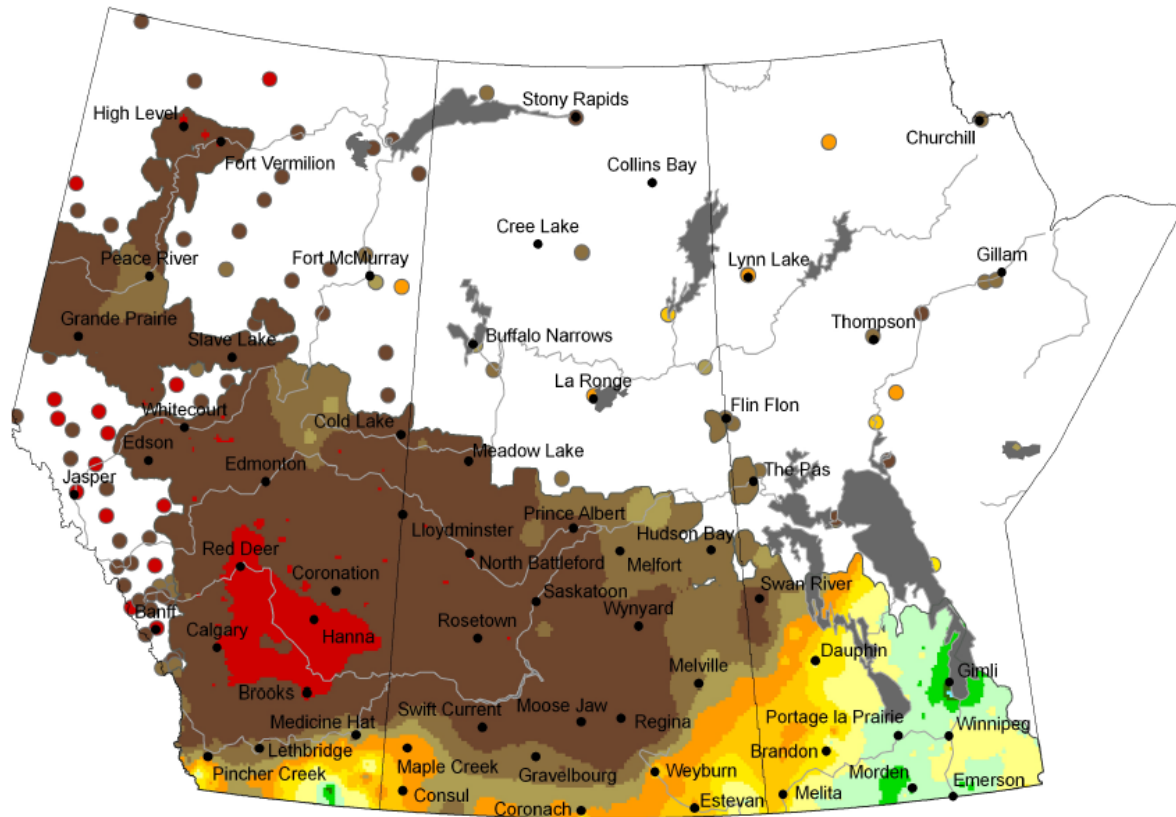 Stony Rapids
High Level
Churchill
Fort Vermilion
Collins Bay
Cree Lake
Peace River
Fort McMurray
Lynn Lake
Gillam
Grande Prairie
Thompson
Slave Lake
Buffalo Narrows
La Ronge
Flin Flon
Whitecourt
Cold Lake
Edson
Meadow Lake
Edmonton
The Pas
Jasper
Prince Albert
Lloydminster
Hudson Bay
Red Deer
North Battleford
Melfort
Coronation
Saskatoon
Swan River
Banff
Wynyard
Calgary
Hanna
Rosetown
Dauphin
Melville
Gimli
Brooks
Moose Jaw
Swift Current
Regina
Portage la Prairie
Medicine Hat
Winnipeg
Lethbridge
Brandon
Pincher Creek
Maple Creek
Gravelbourg
Weyburn
Morden
Emerson
Consul
Melita
Coronach
Estevan